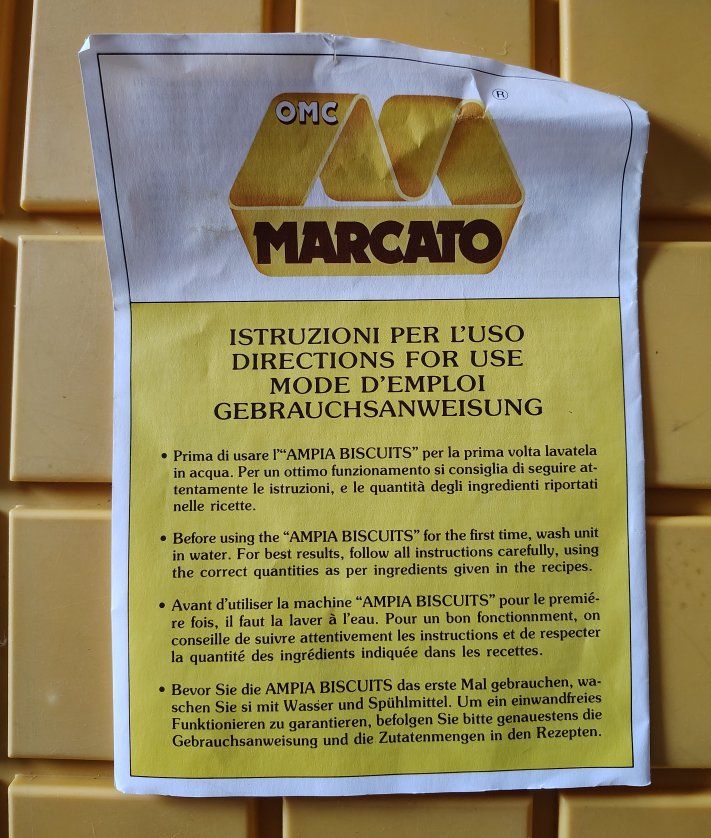 OMC
®
MARCATO
ISTRUZIONI PER L'USO
DIRECTIONS FOR USE
MODE D'EMPLOI
GEBRAUCHSANWEISUNG
• Prima di usare l'“AMPIA BISCUITS” per la prima volta lavatela
in acqua. Per un ottimo funzionamento si consiglia di seguire at-
tentamente le istruzioni, e le quantità degli ingredienti riportati
nelle ricette.
• Before using the “AMPIA BISCUITS” for the first time, wash unit
in water. For best results, follow all instructions carefully, using
the correct quantities as per ingredients given in the recipes.
• Avant d'utiliser la machine “AMPIA BISCUITS” pour le premié-
re fois, il faut la laver à l'eau. Pour un bon fonctionnment, on
conseille de suivre attentivement les instructions et de respecter
la quantité des ingrédients indiquée dans les recettes.
• Bevor Sie die AMPIA BISCUITS das erste Mal gebrauchen, wa-
schen Sie si mit Wasser und Spühlmittel. Um ein einwandfreies
Funktionieren zu garantieren, befolgen Sie bitte genauestens die
Gebrauchsanweisung und die Zutatenmengen in den Rezepten.